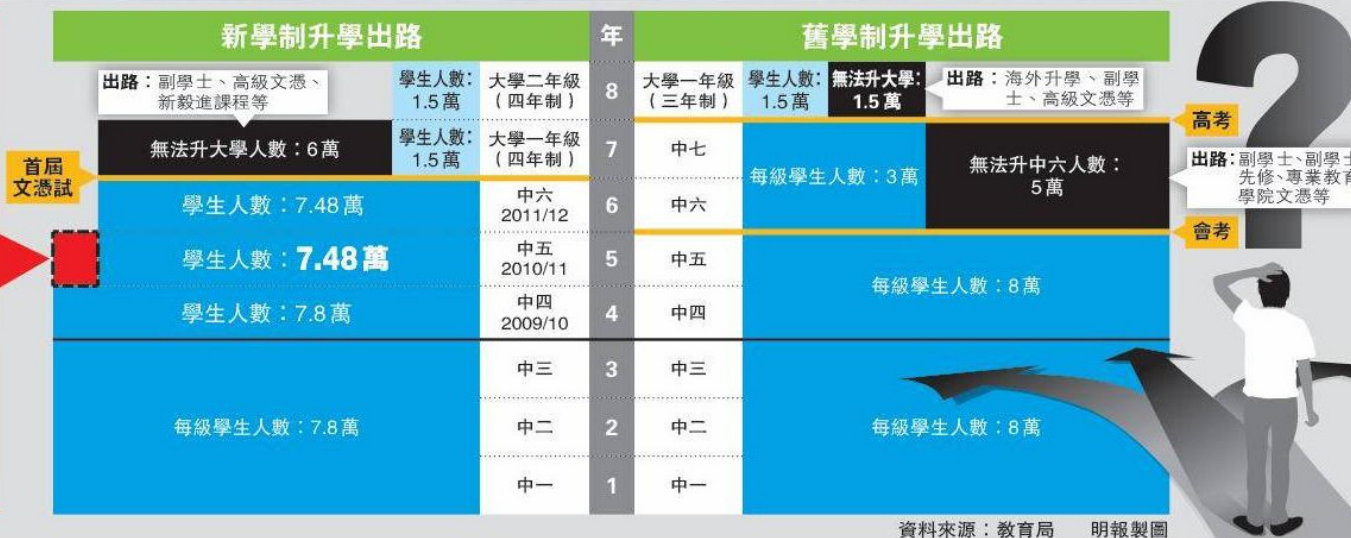 新學制升學出路
年
舊學制升學出路
出路：副學士、高級文憑、
新毅進課程等
學生人數：
1.5萬
大學二年級
（四年制）
8
大學一年級
（三年制）
學生人數：
1.5萬
無法升大學：
1.5萬
出路：海外升學、副學
士、高級文憑等
高考
首屆
文憑試
無法升大學人數：6萬
學生人數：
1.5萬
大學一年級
（四年制）
7
中七
每級學生人數：3萬
無法升中六人數：
5萬
出路：副學士、副學士
先修、專業教育
學院文憑等
學生人數：7.48萬
中六
2011/12
6
中六
會考
學生人數：7.48萬
中五
2010/11
5
中五
每級學生人數：8萬
學生人數：7.8萬
中四
2009/10
4
中四
中三
3
中三
每級學生人數：7.8萬
中二
2
中二
每級學生人數：8萬
中一
1
中一
資料來源：教育局 明報製圖